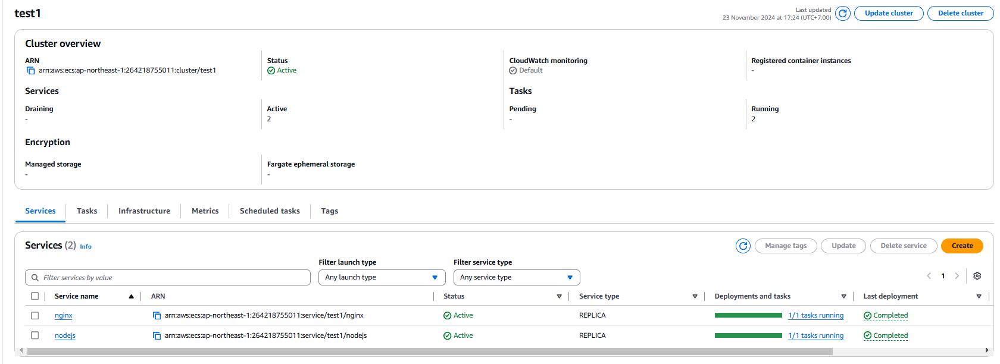 test1
Last updated
23 November 2024 at 17:24 (UTC+7:00)
Update cluster
Delete cluster
Cluster overview
ARN
arn:aws:ecs:ap-northeast-1:264218755011:cluster/test1
Status
Active
CloudWatch monitoring
Default
Registered container instances
-
Services
Tasks
Draining
-
Active
2
Pending
-
Running
2
Encryption
Managed storage
-
Fargate ephemeral storage
-
Services Tasks Infrastructure Metrics Scheduled tasks Tags
Services (2) Info
Manage tags Update Delete service Create
Filter services by value
Filter launch type
Any launch type
Filter service type
Any service type
1
Service name ARN Status Service type Deployments and tasks Last deployment
nginx arn:aws:ecs:ap-northeast-1:264218755011:service/test1/nginx Active REPLICA 1/1 tasks running Completed
nodejs arn:aws:ecs:ap-northeast-1:264218755011:service/test1/nodejs Active REPLICA 1/1 tasks running Completed